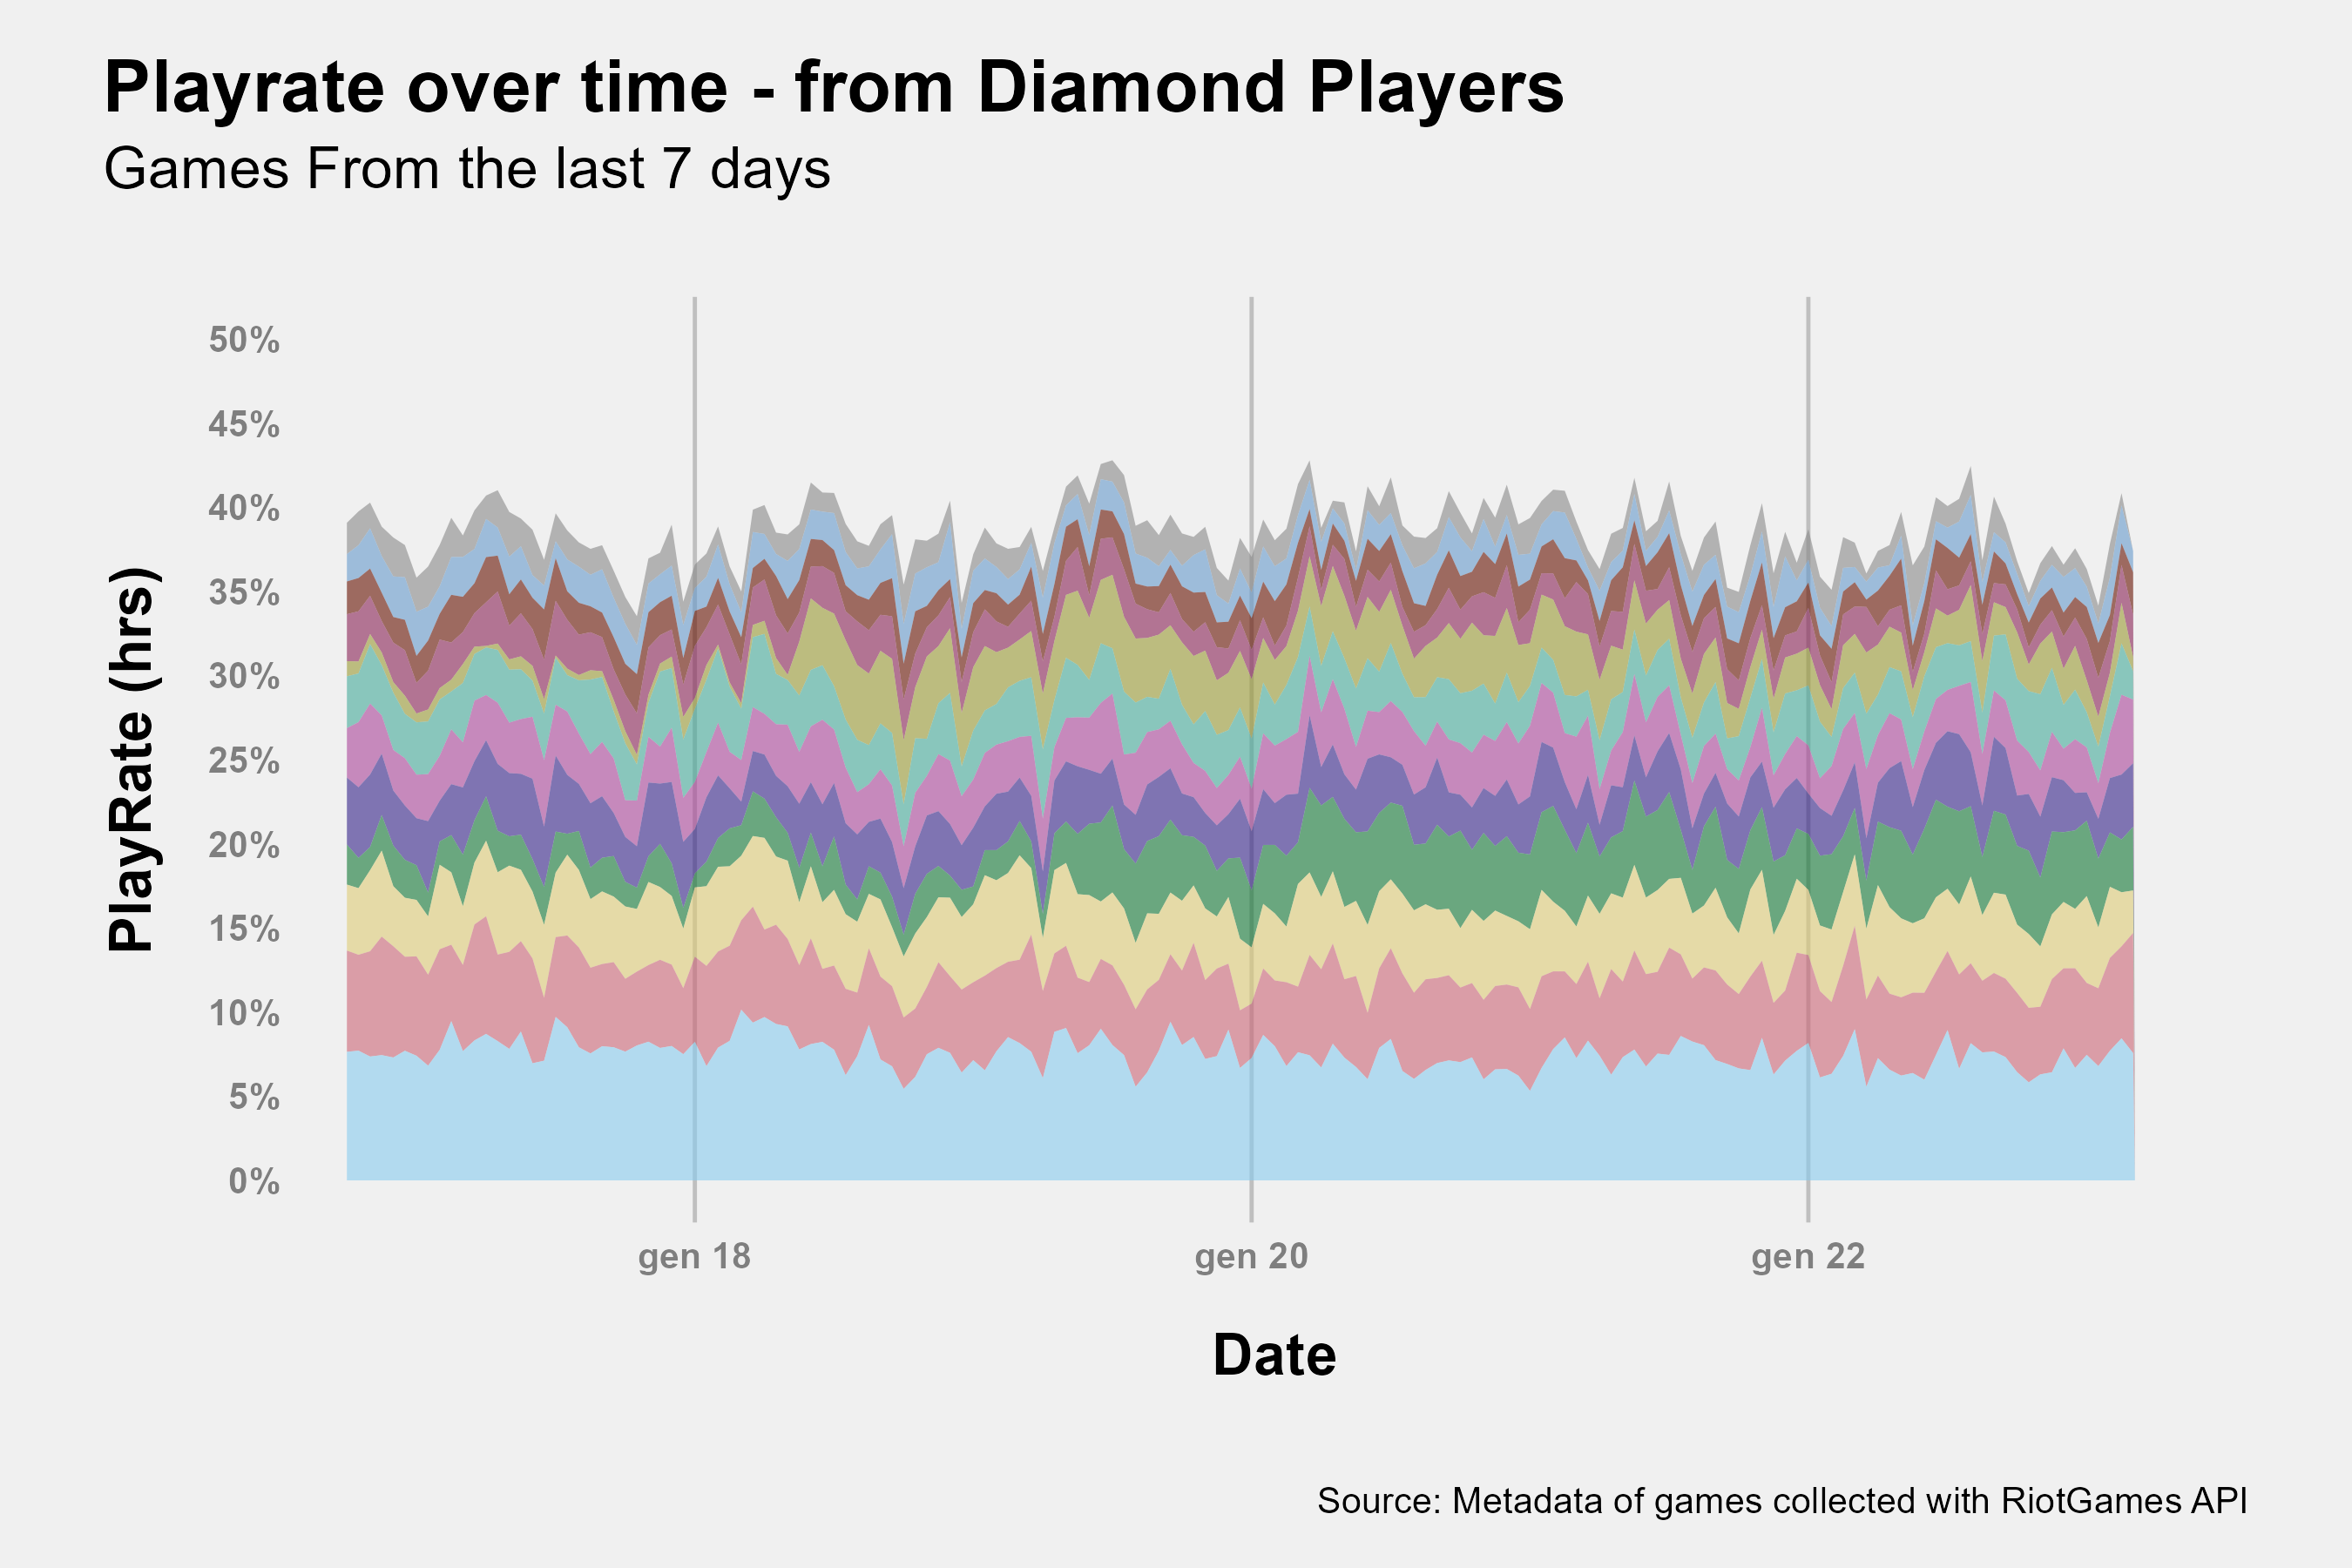 Playrate over time - from Diamond Players
Games From the last 7 days
50%
45%
40%
35%
30%
25%
20%
15%
10%
5%
0%
PlayRate (hrs)
gen 18
gen 20
gen 22
Date
Source: Metadata of games collected with RiotGames API